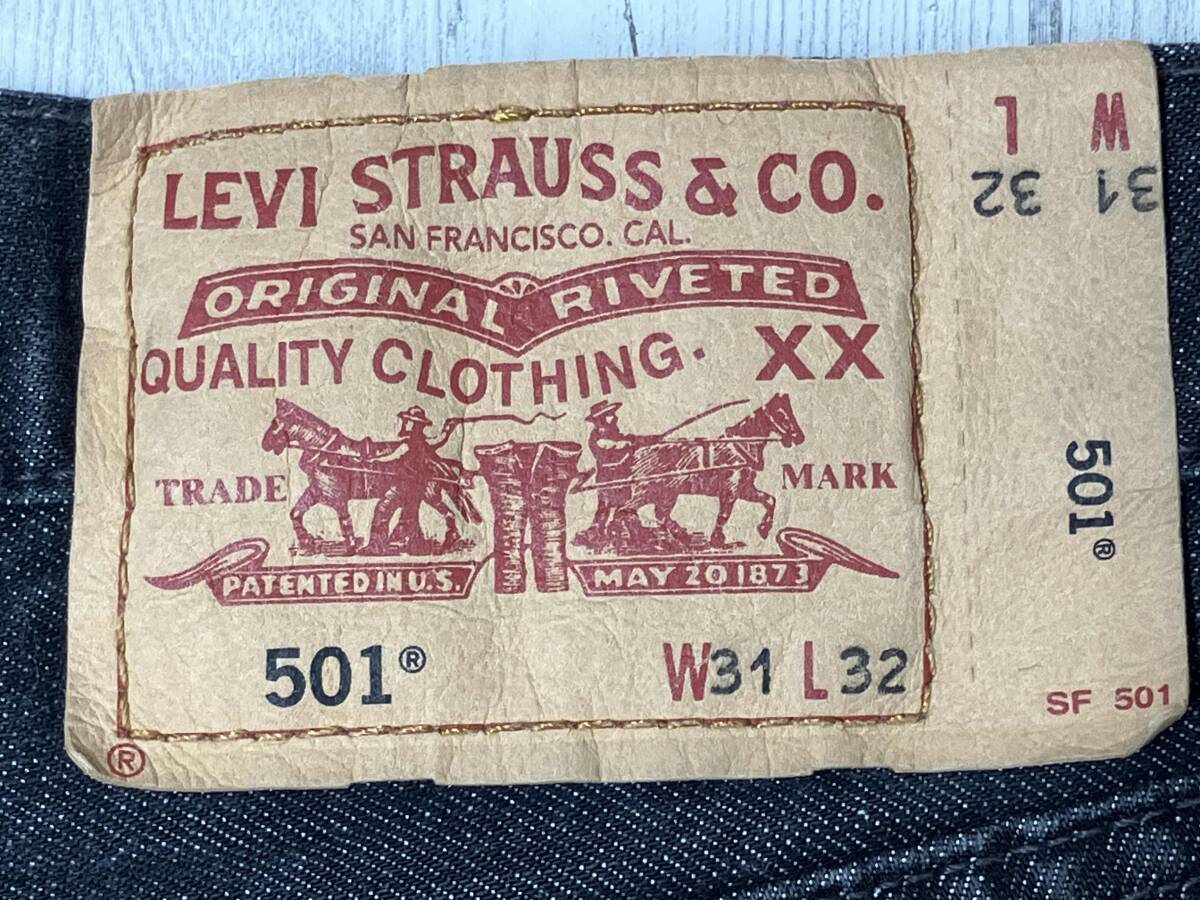 LEVI STRAUSS & CO.
SAN FRANCISCO. CAL.
ORIGINAL RIVETED
QUALITY CLOTHING. XX
TRADE MARK
PATENTED IN U.S. MAY 20 1873
501® W31 L32
®
W L
31 32
501®
SF 501